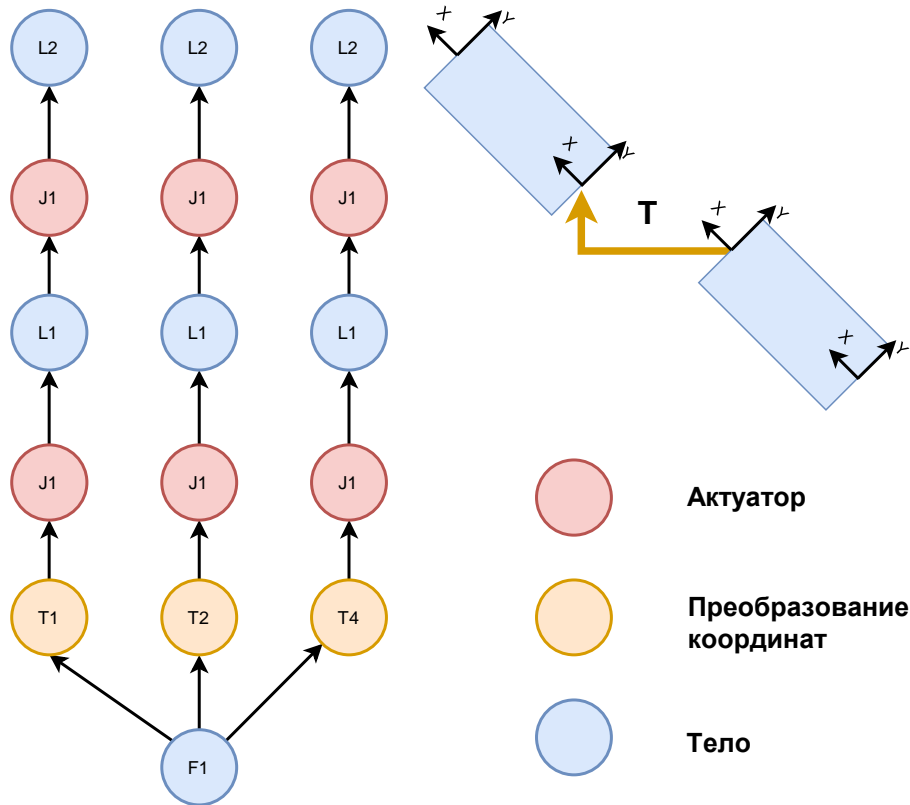 L2 L2 L2
J1 J1 J1
L1 L1 L1
J1 J1 J1
T1 T2 T4
F1
X Y
X Y
T
X Y
X Y
Актуатор
Преобразование
координат
Тело